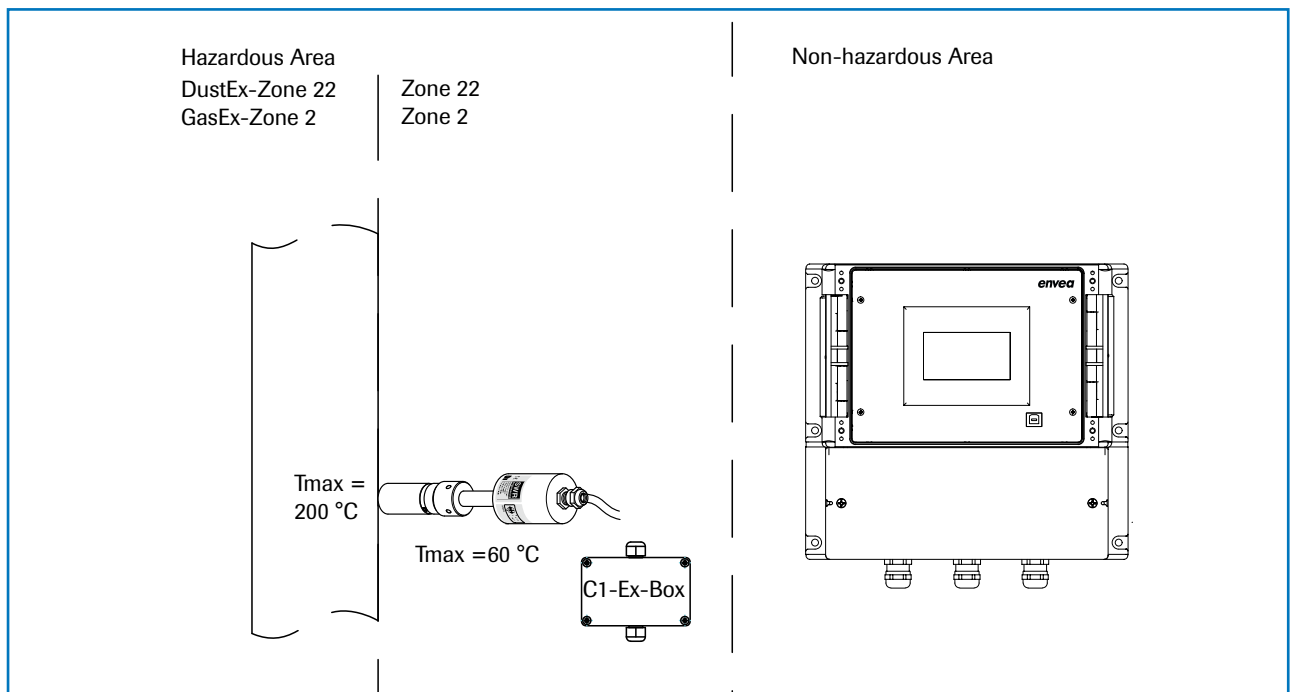 Hazardous Area
DustEx-Zone 22
GasEx-Zone 2
Zone 22
Zone 2
Non-hazardous Area
envea
Tmax =
200 °C
Tmax =60 °C
C1-Ex-Box